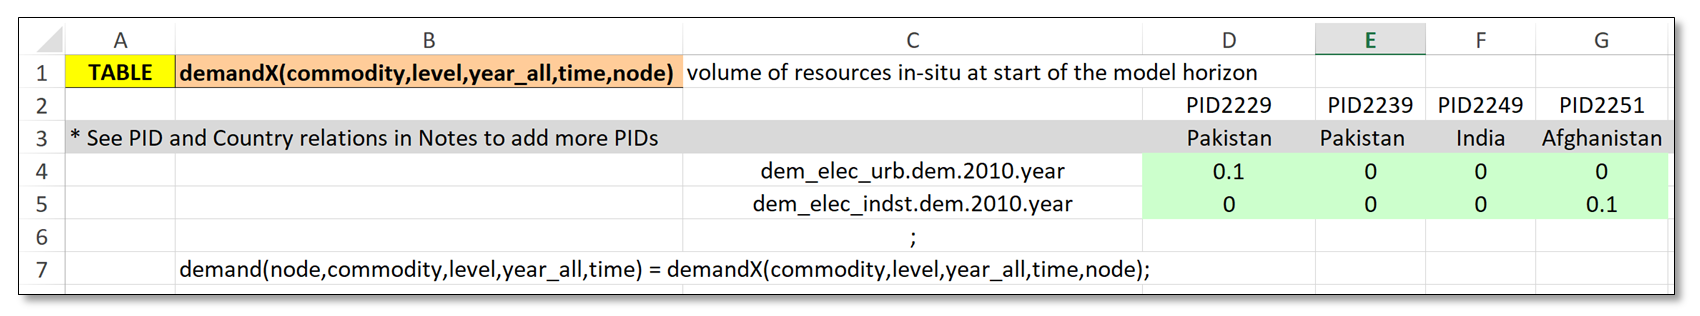 A B C D E F G
1 TABLE demandX(commodity,level,year_all,time,node) volume of resources in-situ at start of the model horizon
2 PID2229 PID2239 PID2249 PID2251
3 * See PID and Country relations in Notes to add more PIDs Pakistan Pakistan India Afghanistan
4 dem_elec_urb.dem.2010.year 0.1 0 0 0
5 dem_elec_indst.dem.2010.year 0 0 0 0.1
6 ;
7 demand(node,commodity,level,year_all,time) = demandX(commodity,level,year_all,time,node);